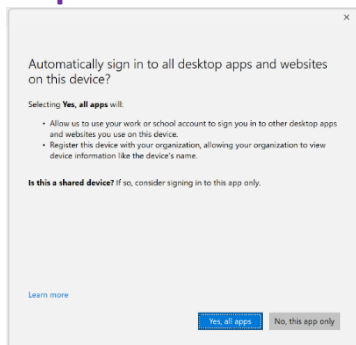 Automatically sign in to all desktop apps and websites
on this device?
Selecting Yes, all apps will:
• Allow us to use your work or school account to sign you in to other desktop apps
and websites you use on this device.
• Register this device with your organization, allowing your organization to view
device information like the device's name.
Is this a shared device? If so, consider signing in to this app only.
Learn more
Yes, all apps
No, this app only